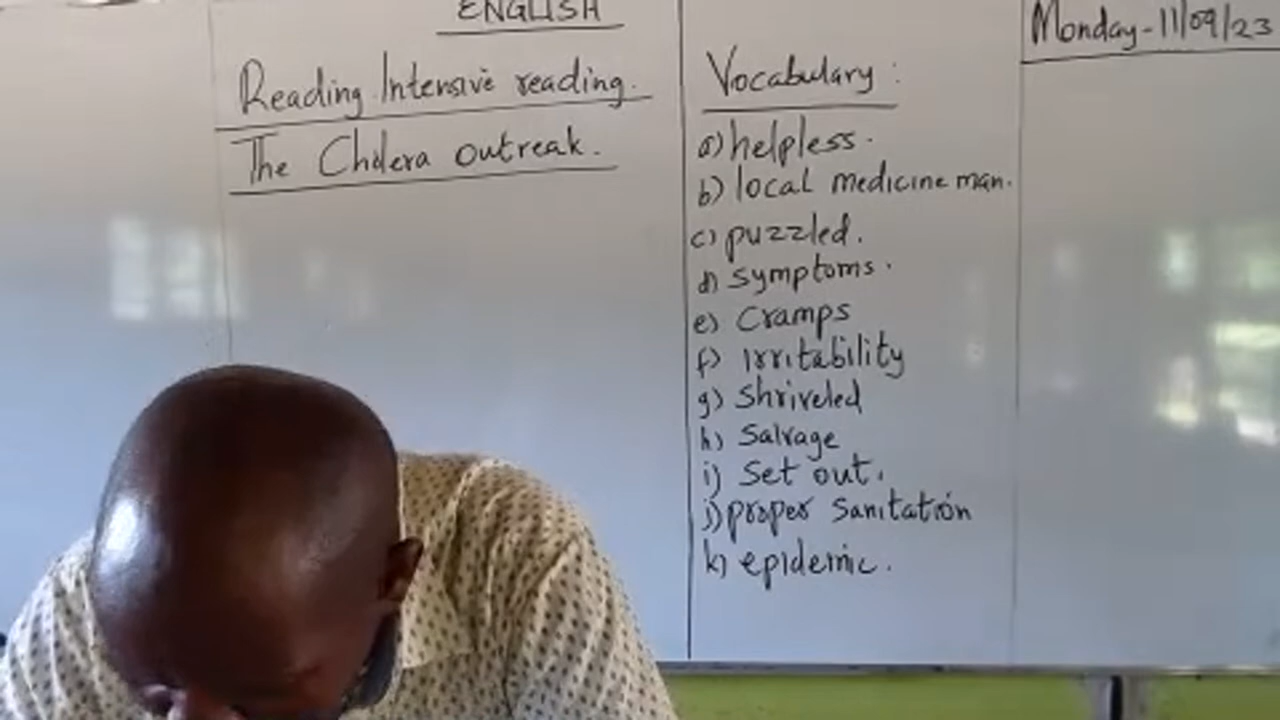 ENGLISH
Monday-11/09/23
Reading Intensive reading.
The Cholera outreak.
Vocabulary:
a) helpless.
b) local medicine man.
c) puzzled.
d) symptoms.
e) cramps
f) irritability
g) shriveled
h) Salvage
i) Set out.
j) proper sanitation
k) epidemic.